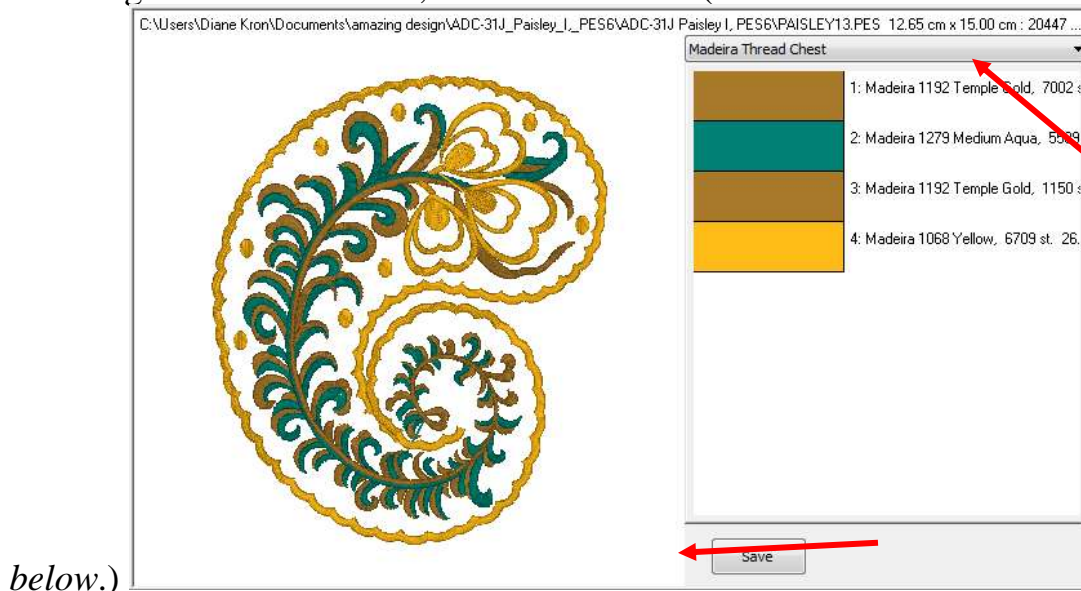 C:\Users\Diane Kron\Documents\amazing design\ADC-31J_Paisley_I,_PES6\ADC-31J Paisley I, PES6\PAISLEY13.PES 12.65 cm x 15.00 cm : 20447 ...
Madeira Thread Chest
1: Madeira 1192 Temple Gold, 7002 s
2: Madeira 1279 Medium Aqua, 5589
3: Madeira 1192 Temple Gold, 1150 s
4: Madeira 1068 Yellow, 6709 st. 26.
Save
below.)